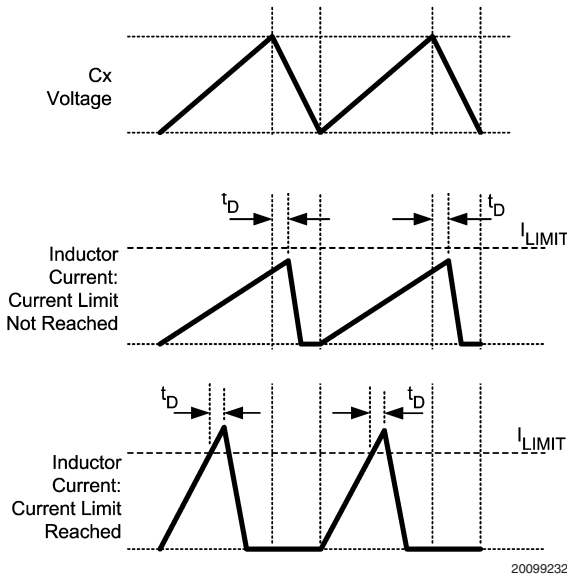 Cx
Voltage
tD
tD
ILIMIT
Inductor
Current:
Current Limit
Not Reached
tD
tD
ILIMIT
Inductor
Current:
Current Limit
Reached
20099232